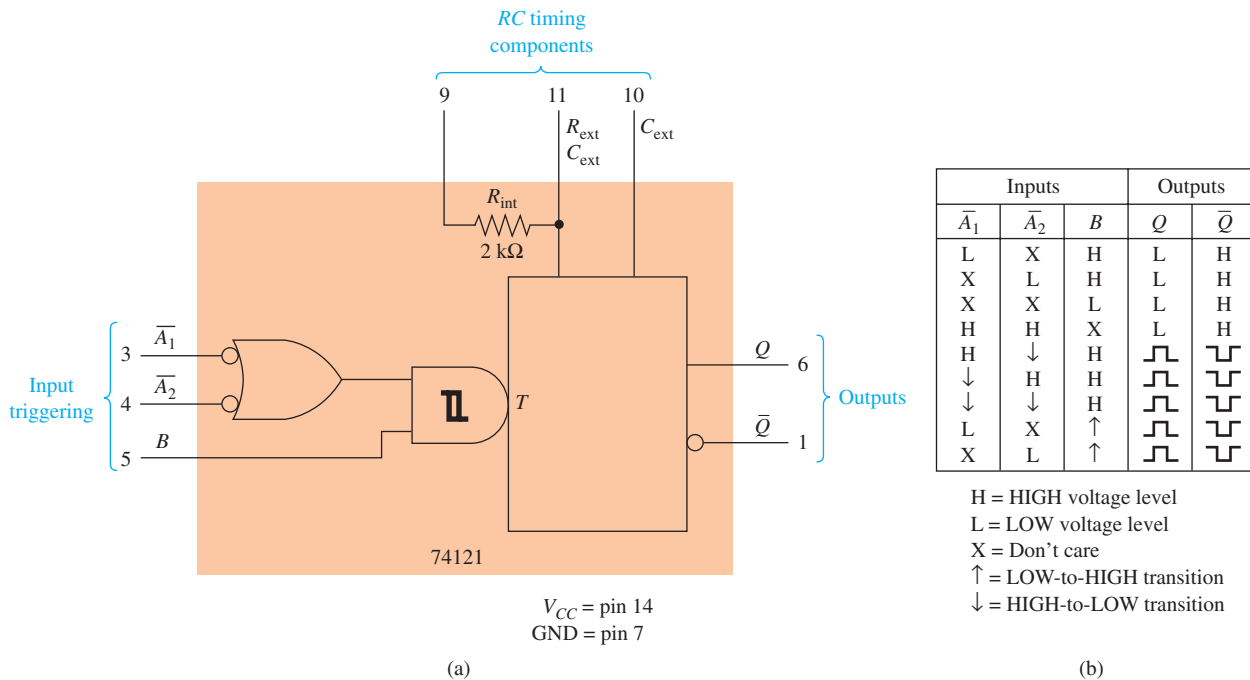 RC timing
components
9 11 10
R_ext
C_ext
C_ext
R_int
2 kΩ
Input
triggering
3 A̅₁
4 A̅₂
5 B
T
Q 6
Q̅ 1
Outputs
74121
V_CC = pin 14
GND = pin 7
(a)
Inputs Outputs
A̅₁ A̅₂ B Q Q̅
L X H L H
X L H L H
X X L L H
H H X L H
H ↓ H
↓ H H
↓ ↓ H
L X ↑
X L ↑
H = HIGH voltage level
L = LOW voltage level
X = Don't care
↑ = LOW-to-HIGH transition
↓ = HIGH-to-LOW transition
(b)